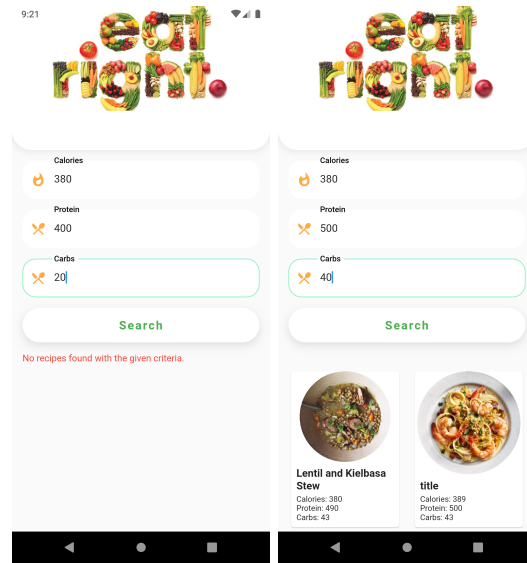 9:21
eat
right.
Calories
380
Protein
400
Carbs
20
Search
No recipes found with the given criteria.
eat
right.
Calories
380
Protein
500
Carbs
40
Search
Lentil and Kielbasa
Stew
Calories: 380
Protein: 490
Carbs: 43
title
Calories: 389
Protein: 500
Carbs: 43